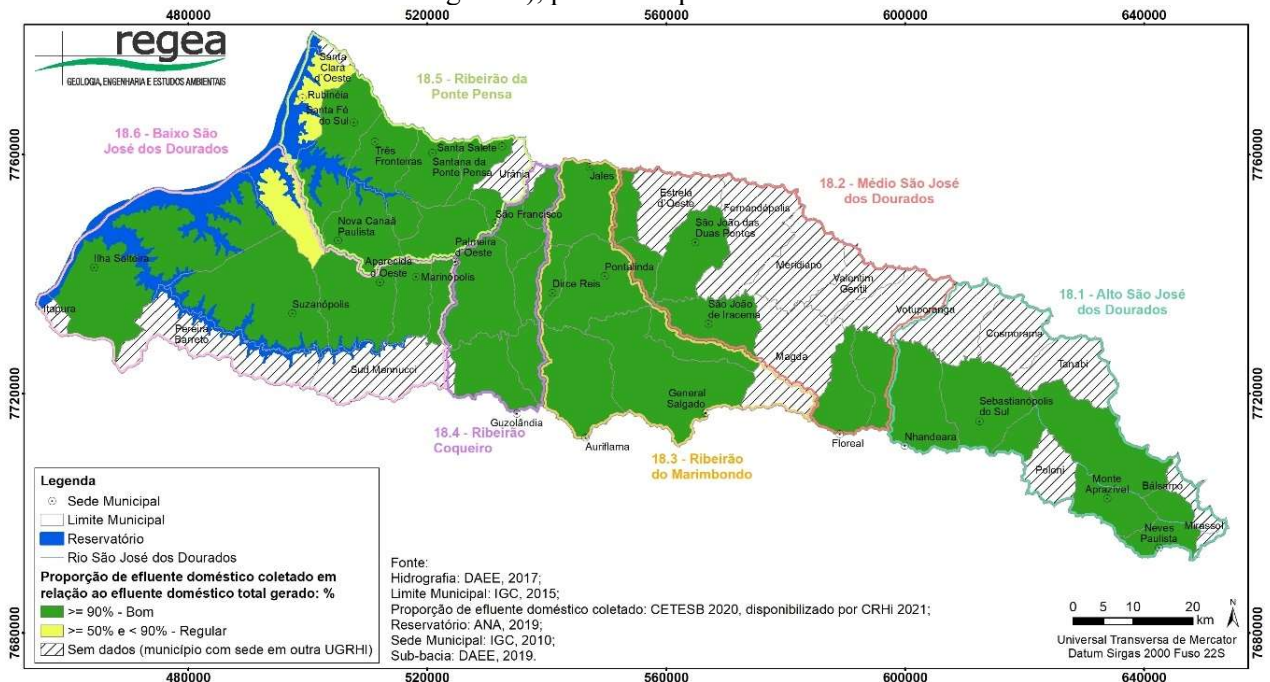 480000
520000
560000
600000
640000
regea
GEOLOGIA, ENGENHARIA E ESTUDOS AMBIENTAIS
7760000
7720000
7680000
7760000
7720000
7680000
18.5 - Ribeirão da
Ponte Pensa
18.6 - Baixo São
José dos Dourados
18.2 - Médio São José
dos Dourados
18.1 - Alto São José
dos Dourados
18.4 - Ribeirão
Coqueiro
18.3 - Ribeirão
do Marimbondo
Santa
Clara
d´Oeste
Rubinéia
Santa Fé
do Sul
Três
Fronteiras
Santa Salete
Santana da
Ponte Pensa
Urânia
Jales
São Francisco
Estrela
d´Oeste
Fernandópolis
São João das
Duas Pontes
Nova Canaã
Paulista
Palmeira
d´Oeste
Aparecida
d´Oeste
Marinópolis
Ilha Solteira
Suzanópolis
Itapura
Pereira
Barreto
Sud Mennucci
Dirce Reis
Pontalinda
Meridiano
Valentim
Gentil
Votuporanga
São João
de Iracema
Magda
Cosmorama
Tanabi
General
Salgado
Guzolândia
Auriflama
Floreal
Nhandeara
Sebastianópolis
do Sul
Poloni
Monte
Aprazível
Bálsamo
Neves
Paulista
Mirassol
Legenda
Sede Municipal
Limite Municipal
Reservatório
Rio São José dos Dourados
Proporção de efluente doméstico coletado em
relação ao efluente doméstico total gerado: %
>= 90% - Bom
>= 50% e < 90% - Regular
Sem dados (município com sede em outra UGRHI)
Fonte:
Hidrografia: DAEE, 2017;
Limite Municipal: IGC, 2015;
Proporção de efluente doméstico coletado: CETESB 2020, disponibilizado por CRHi 2021;
Reservatório: ANA, 2019;
Sede Municipal: IGC, 2010;
Sub-bacia: DAEE, 2019.
0 5 10 20
km
N
Universal Transversa de Mercator
Datum Sirgas 2000 Fuso 22S
480000
520000
560000
600000
640000